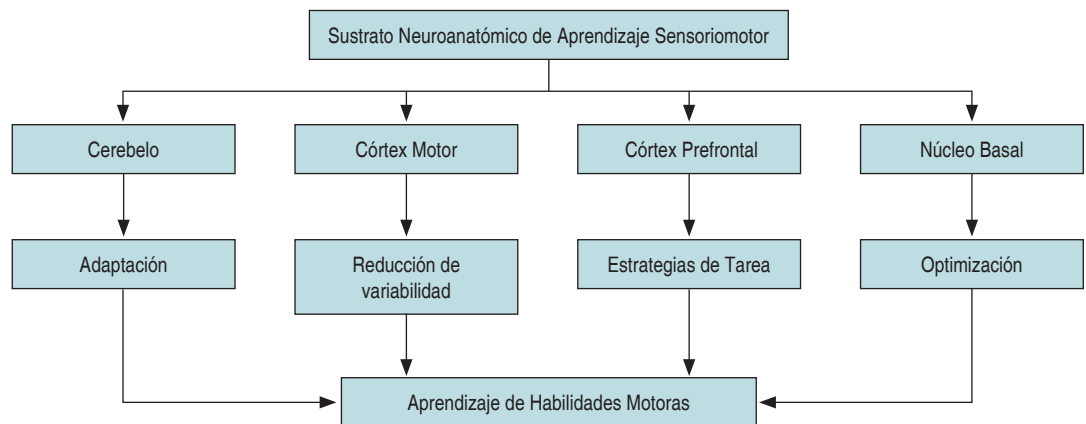 Sustrato Neuroanatómico de Aprendizaje Sensoriomotor
Cerebelo
Córtex Motor
Córtex Prefrontal
Núcleo Basal
Adaptación
Reducción de
variabilidad
Estrategias de Tarea
Optimización
Aprendizaje de Habilidades Motoras